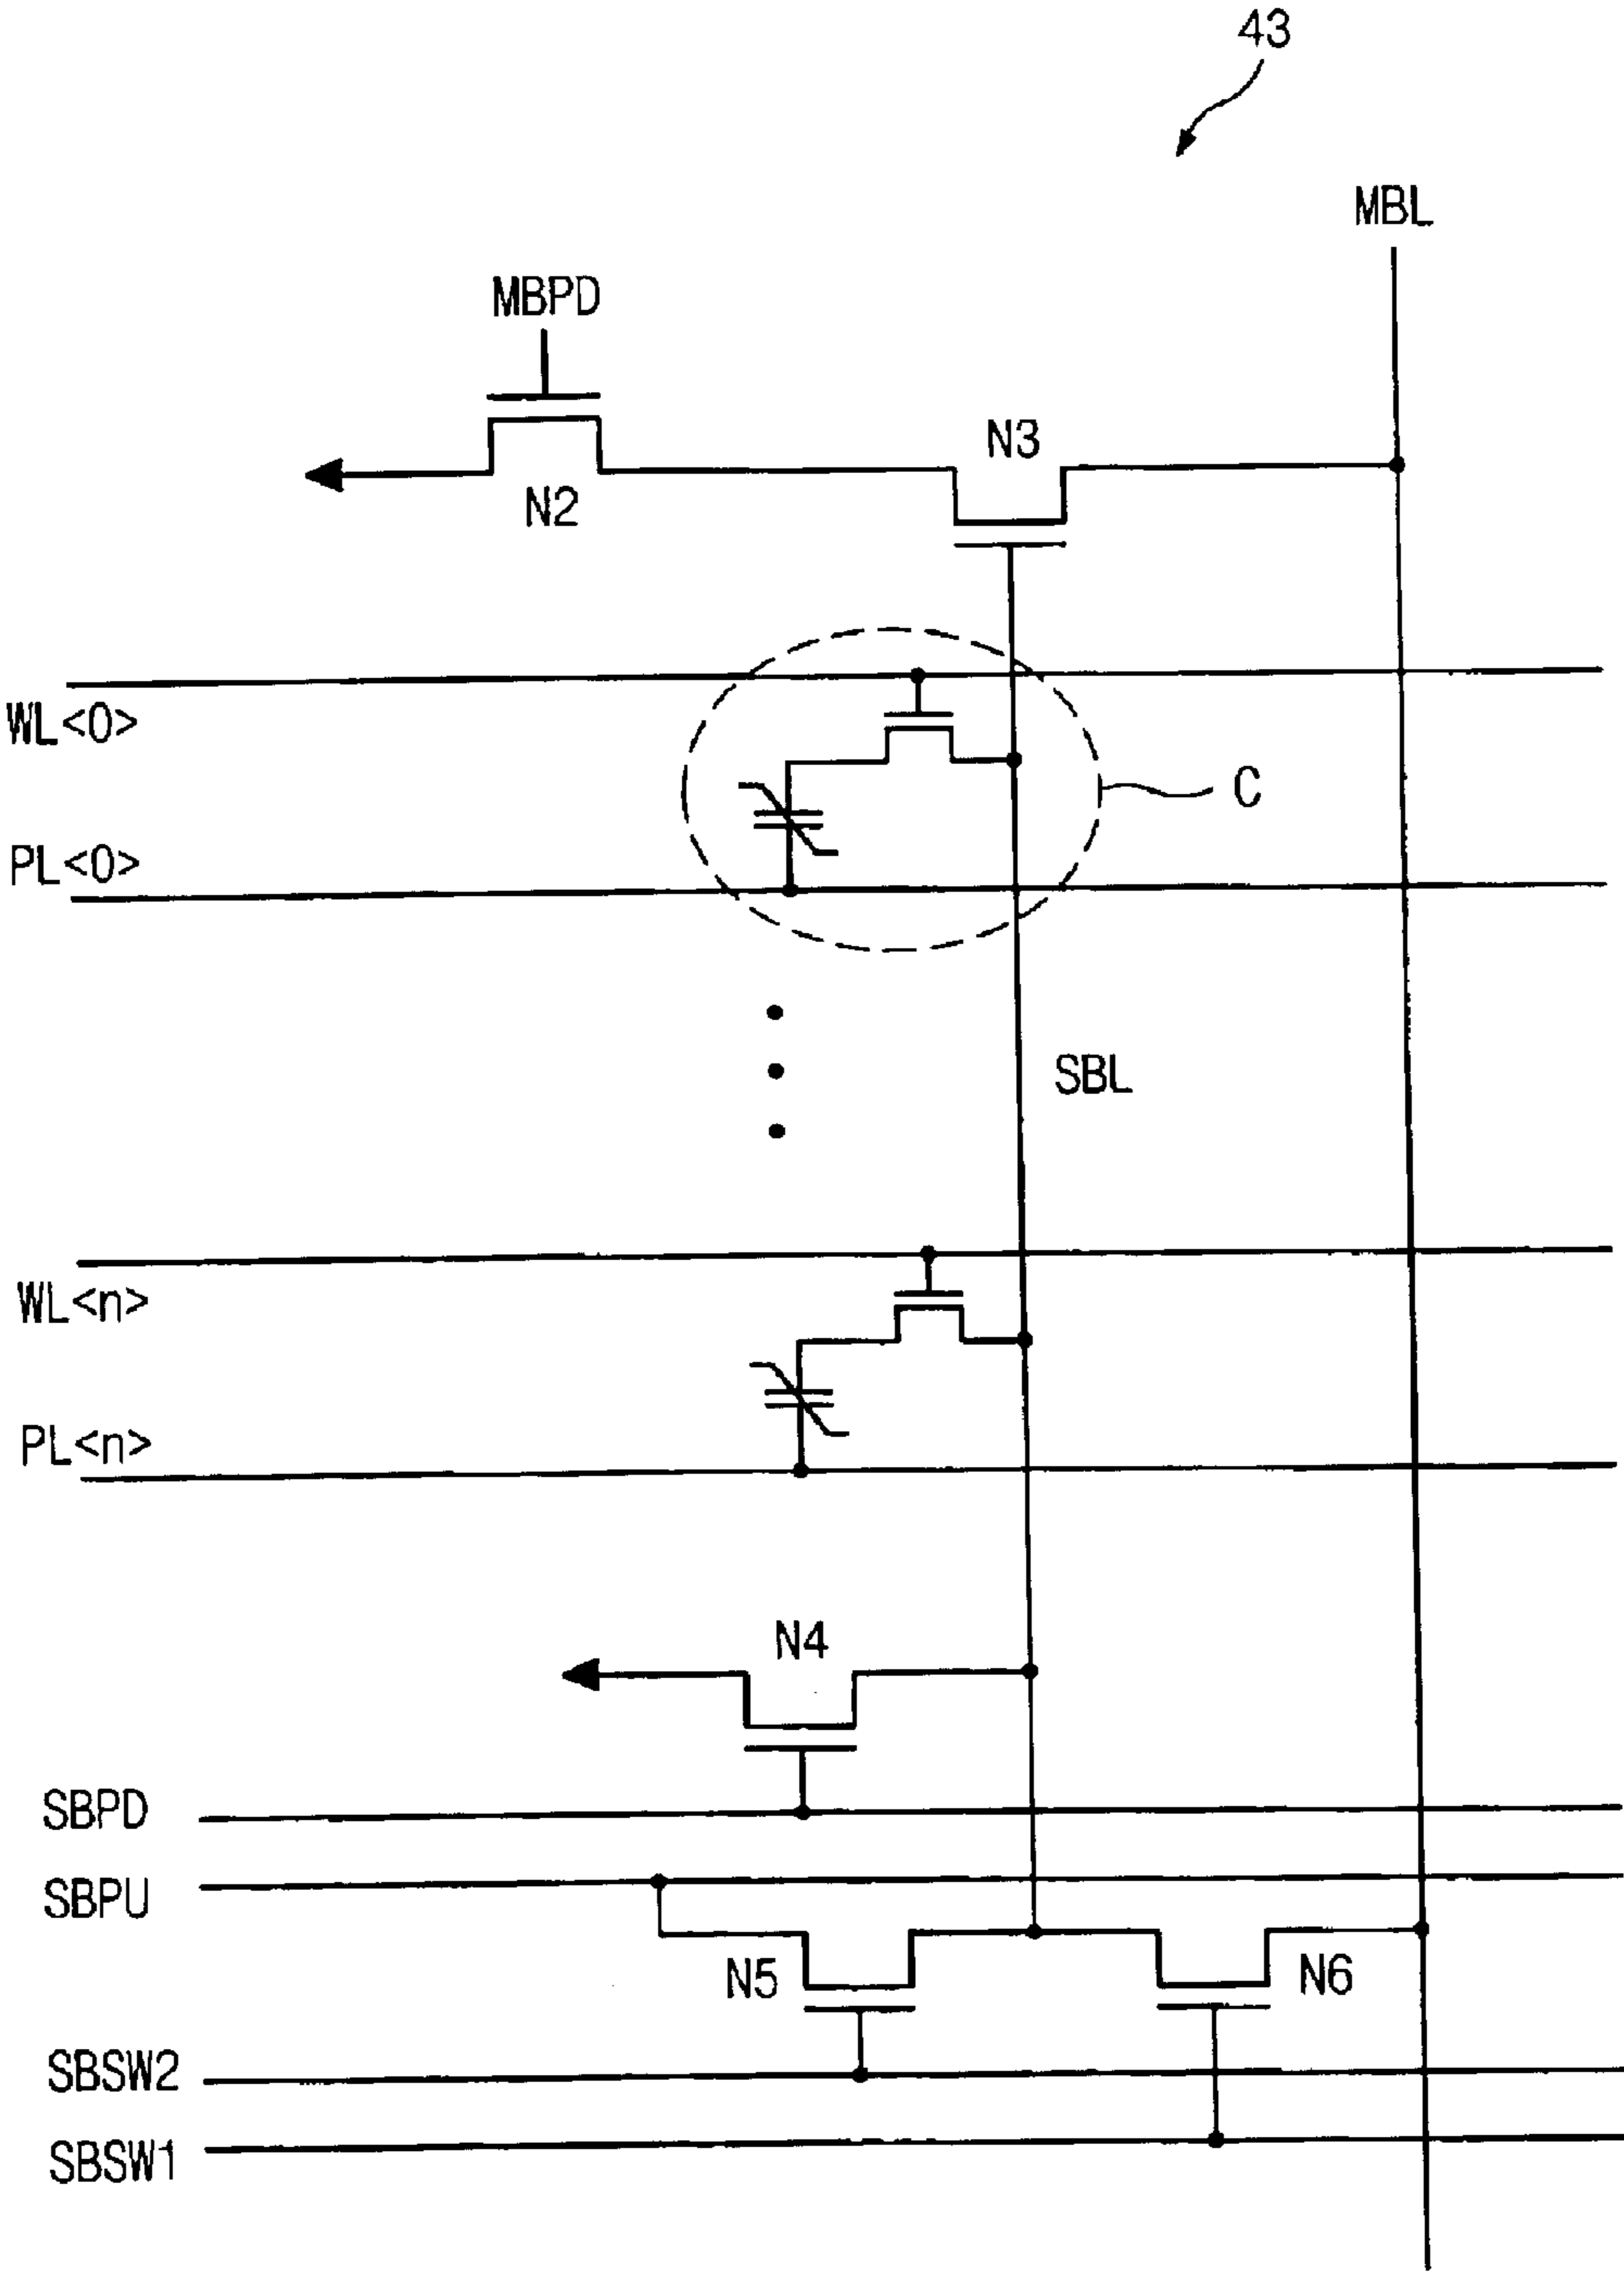 43
MBL
MBPD
N3
N2
WL<0>
C
PL<0>
SBL
WL<n>
PL<n>
N4
SBPD
SBPU
N5
N6
SBSW2
SBSW1